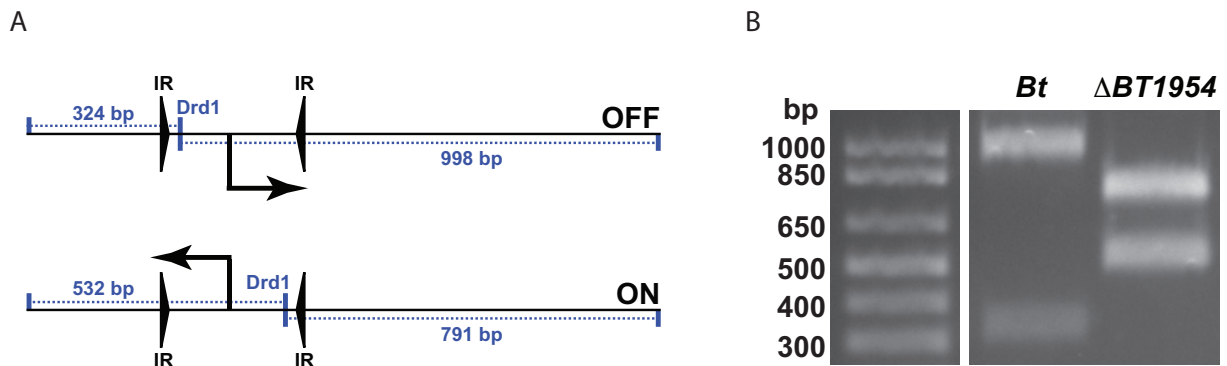 A
IR
IR
324 bp
Drd1
OFF
998 bp
532 bp
Drd1
ON
791 bp
IR
IR
B
bp
Bt
ΔBT1954
1000
850
650
500
400
300